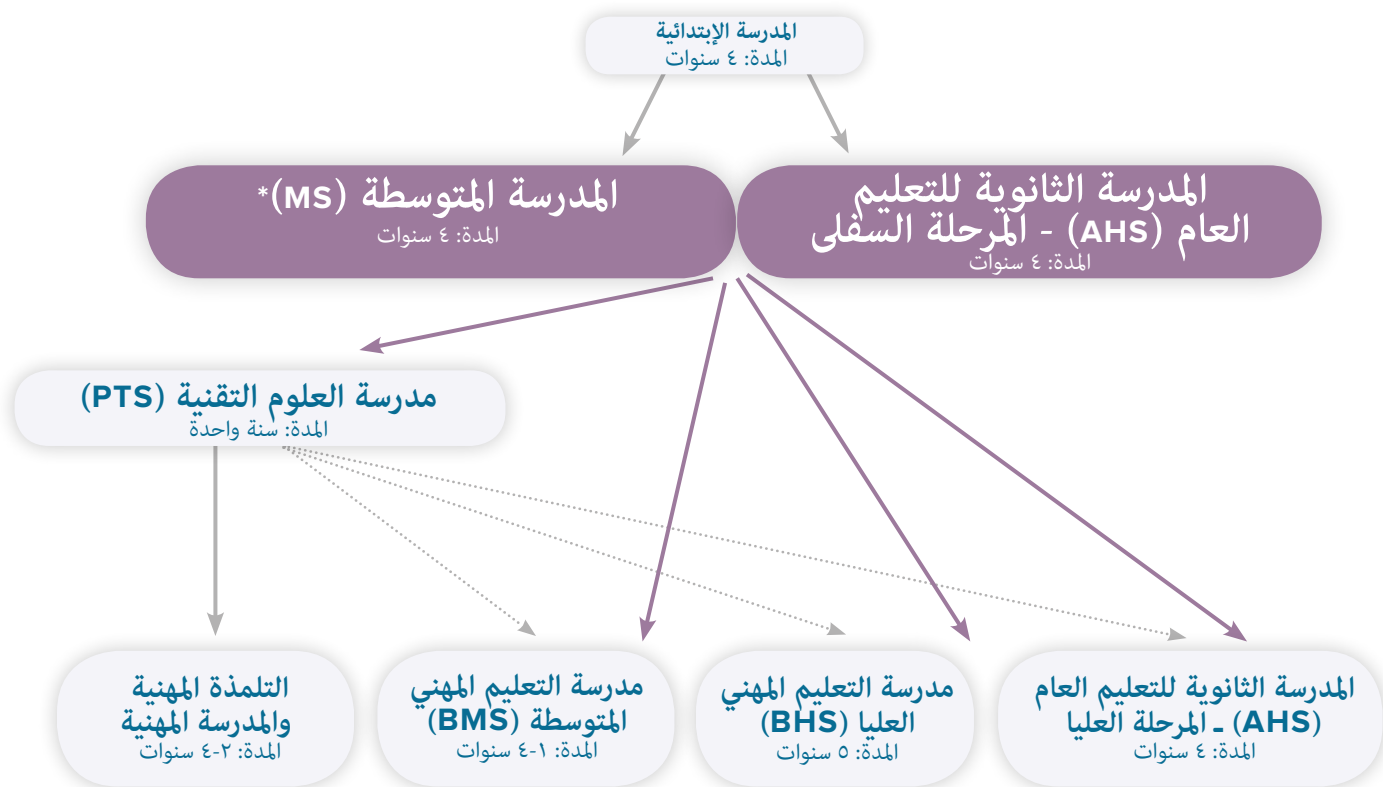 المدرسة الإبتدائية
المدة: ٤ سنوات
المدرسة الثانوية للتعليم
العام (AHS) - المرحلة السفلى
المدة: ٤ سنوات
المدرسة المتوسطة (MS)*
المدة: ٤ سنوات
مدرسة العلوم التقنية (PTS)
المدة: سنة واحدة
المدرسة الثانوية للتعليم العام
(AHS) ـ المرحلة العليا
المدة: ٤ سنوات
مدرسة التعليم المهني
العليا (BHS)
المدة: ٥ سنوات
مدرسة التعليم المهني
المتوسطة (BMS)
المدة: ١-٤ سنوات
التلمذة المهنية
والمدرسة المهنية
المدة: ٢-٤ سنوات